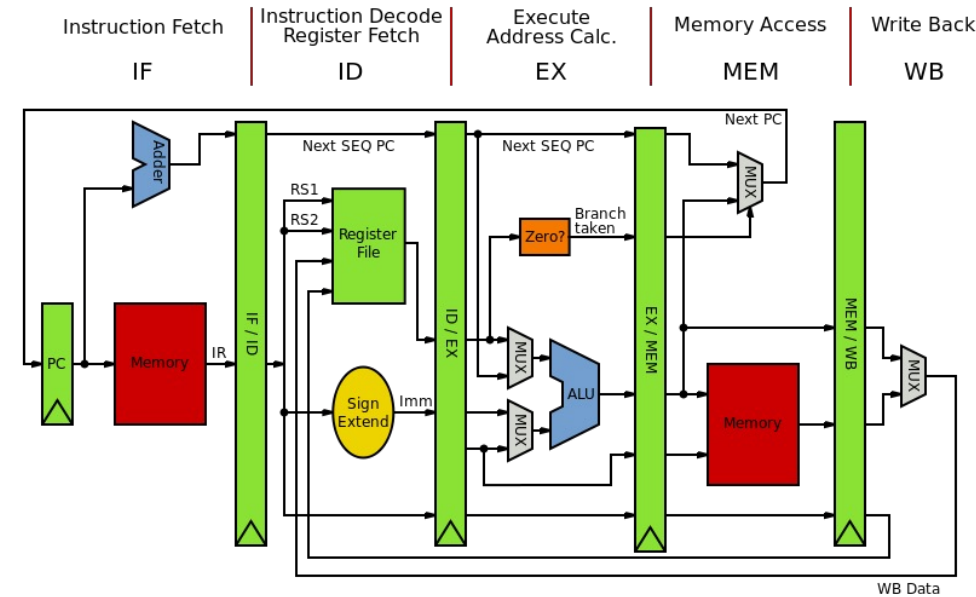 Instruction Fetch
IF
Instruction Decode
Register Fetch
ID
Execute
Address Calc.
EX
Memory Access
MEM
Write Back
WB
Next PC
Adder
Next SEQ PC
Next SEQ PC
MUX
RS1
RS2
Register
File
Branch
taken
Zero?
PC
Memory
IR
IF / ID
ID / EX
EX / MEM
MEM / WB
MUX
ALU
MUX
Sign
Extend
Imm
MUX
Memory
WB Data